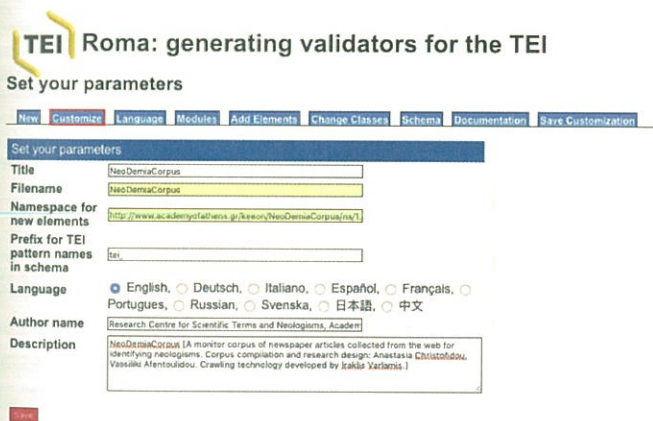 TEI Roma: generating validators for the TEI
Set your parameters
New Customize Language Modules Add Elements Change Classes Schema Documentation Save Customization
Set your parameters
Title NeoDemiaCorpus
Filename NeoDemiaCorpus
Namespace for new elements http://www.academyofathens.gr/keeon/NeoDemiaCorpus/ns/1.
Prefix for TEI pattern names in schema tei_
Language English, Deutsch, Italiano, Español, Français,
Portugues, Russian, Svenska, 日本語, 中文
Author name Research Centre for Scientific Terms and Neologisms, Academ
Description NeoDemiaCorpus [A monitor corpus of newspaper articles collected from the web for
identifying neologisms. Corpus compilation and research design: Anastasia Christofidou,
Vassiliki Afentoulidou. Crawling technology developed by Iraklis Varlamis.]
Save